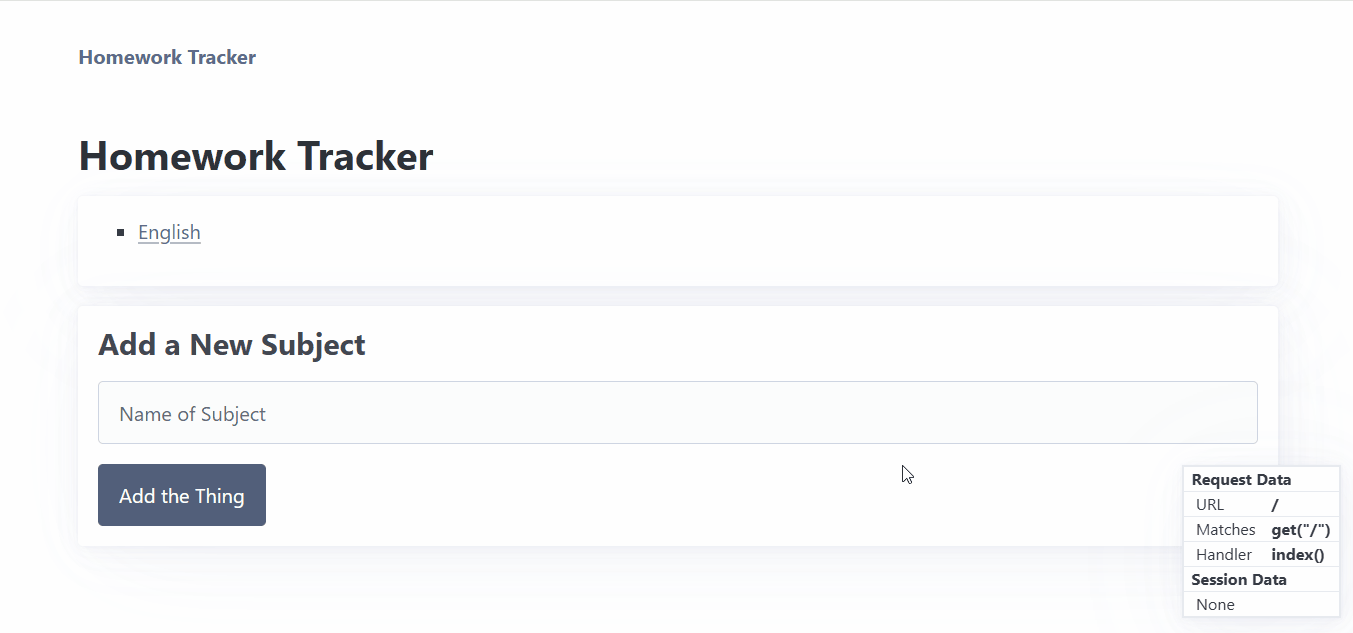 Homework Tracker
Homework Tracker
English
Add a New Subject
Name of Subject
Add the Thing
Request Data
URL /
Matches get("/")
Handler index()
Session Data
None